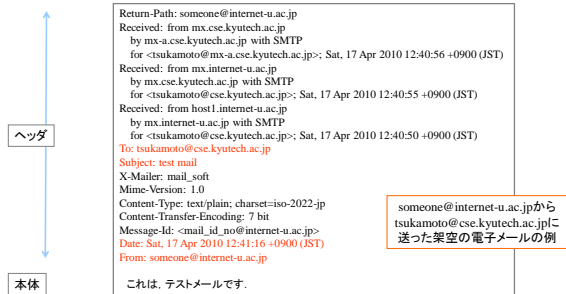 Return-Path: someone@internet-u.ac.jp
Received: from mx.cse.kyutech.ac.jp
by mx-a.cse.kyutech.ac.jp with SMTP
for <tsukamoto@mx-a.cse.kyutech.ac.jp>; Sat, 17 Apr 2010 12:40:56 +0900 (JST)
Received: from mx.internet-u.ac.jp
by mx.cse.kyutech.ac.jp with SMTP
for <tsukamoto@cse.kyutech.ac.jp>; Sat, 17 Apr 2010 12:40:55 +0900 (JST)
Received: from host1.internet-u.ac.jp
by mx.internet-u.ac.jp with SMTP
for <tsukamoto@cse.kyutech.ac.jp>; Sat, 17 Apr 2010 12:40:50 +0900 (JST)
ヘッダ
To: tsukamoto@cse.kyutech.ac.jp
Subject: test mail
X-Mailer: mail_soft
Mime-Version: 1.0
Content-Type: text/plain; charset=iso-2022-jp
Content-Transfer-Encoding: 7 bit
Message-Id: <mail_id_no@internet-u.ac.jp>
Date: Sat, 17 Apr 2010 12:41:16 +0900 (JST)
From: someone@internet-u.ac.jp
someone@internet-u.ac.jpから
tsukamoto@cse.kyutech.ac.jpに
送った架空の電子メールの例
本体
これは，テストメールです．